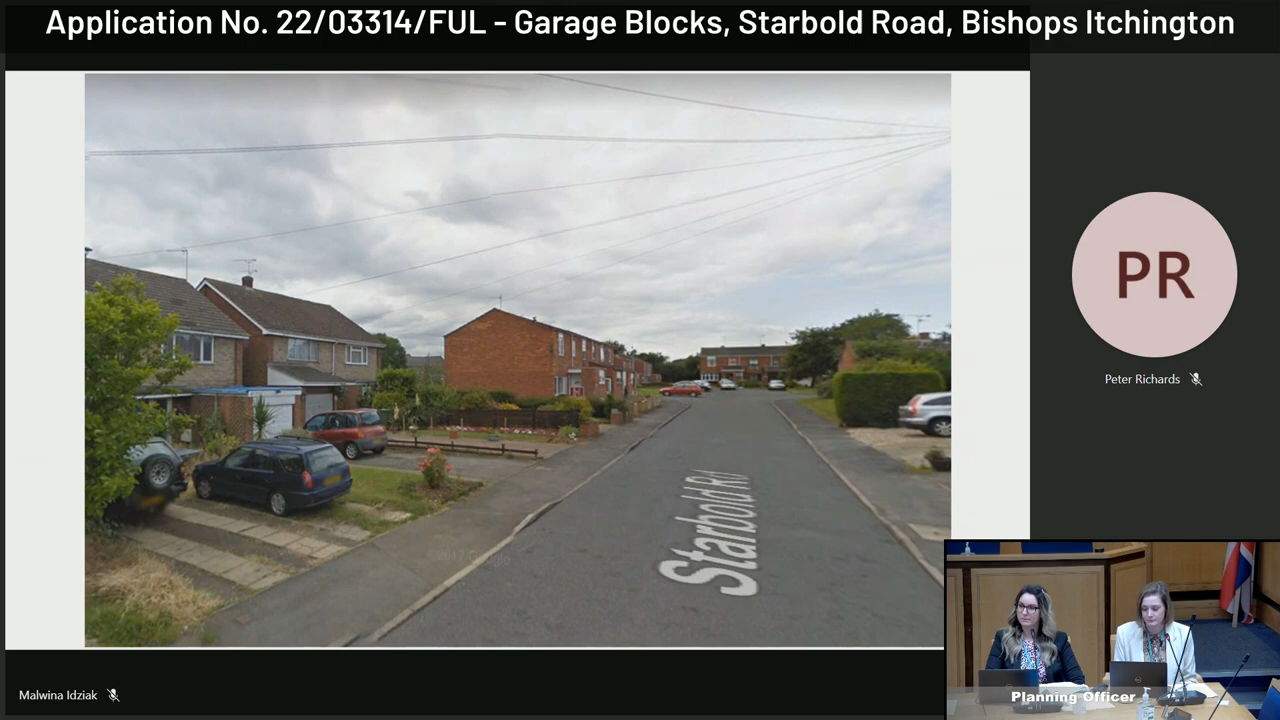 Application No. 22/03314/FUL - Garage Blocks, Starbold Road, Bishops Itchington
PR
Peter Richards
Starbold Rd
Malwina Idziak
Planning Officer